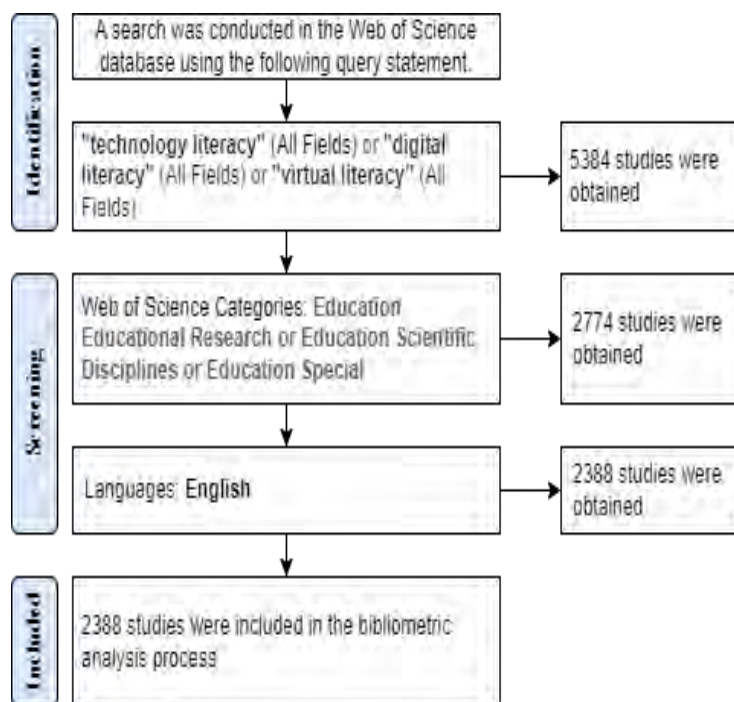 Identification
A search was conducted in the Web of Science
database using the following query statement.
"technology literacy" (All Fields) or "digital
literacy" (All Fields) or "virtual literacy" (All
Fields)
5384 studies were
obtained
Screening
Web of Science Categories: Education
Educational Research or Education Scientific
Disciplines or Education Special
2774 studies were
obtained
Languages: English
2388 studies were
obtained
Included
2388 studies were included in the bibliometric
analysis process